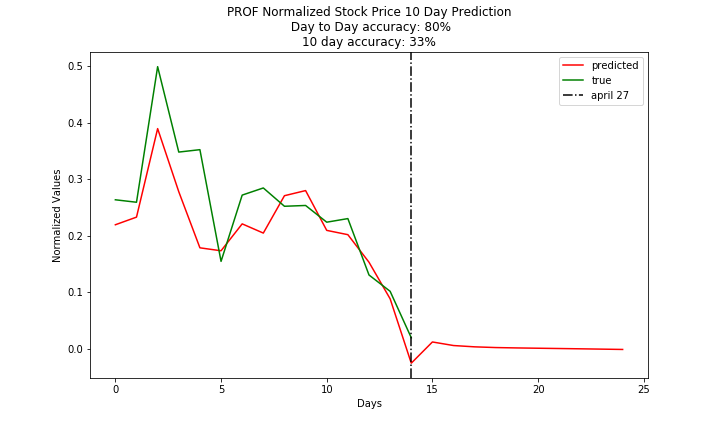 PROF Normalized Stock Price 10 Day Prediction
Day to Day accuracy: 80%
10 day accuracy: 33%
predicted
true
april 27
Normalized Values
0.5
0.4
0.3
0.2
0.1
0.0
0
5
10
15
20
25
Days